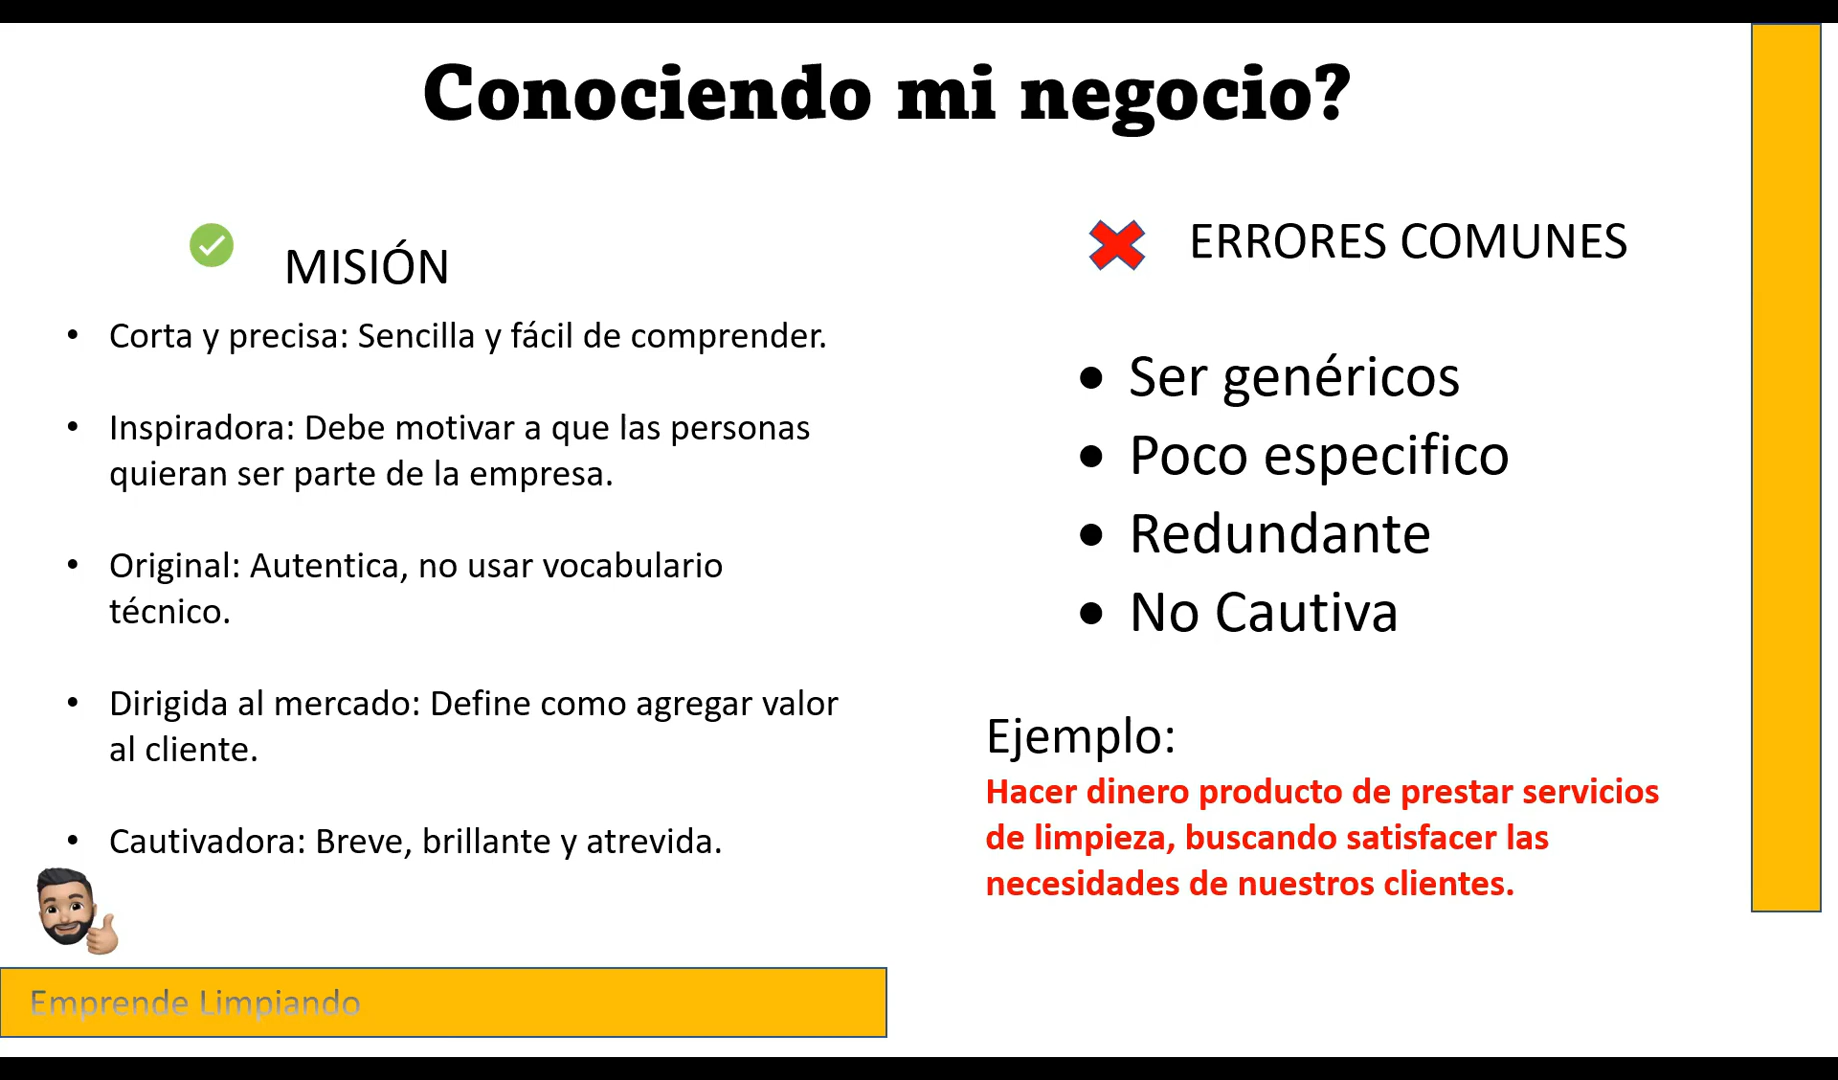 Conociendo mi negocio?
MISIÓN
• Corta y precisa: Sencilla y fácil de comprender.
• Inspiradora: Debe motivar a que las personas
quieran ser parte de la empresa.
• Original: Autentica, no usar vocabulario
técnico.
• Dirigida al mercado: Define como agregar valor
al cliente.
• Cautivadora: Breve, brillante y atrevida.
ERRORES COMUNES
• Ser genéricos
• Poco especifico
• Redundante
• No Cautiva
Ejemplo:
Hacer dinero producto de prestar servicios
de limpieza, buscando satisfacer las
necesidades de nuestros clientes.
Emprende Limpiando